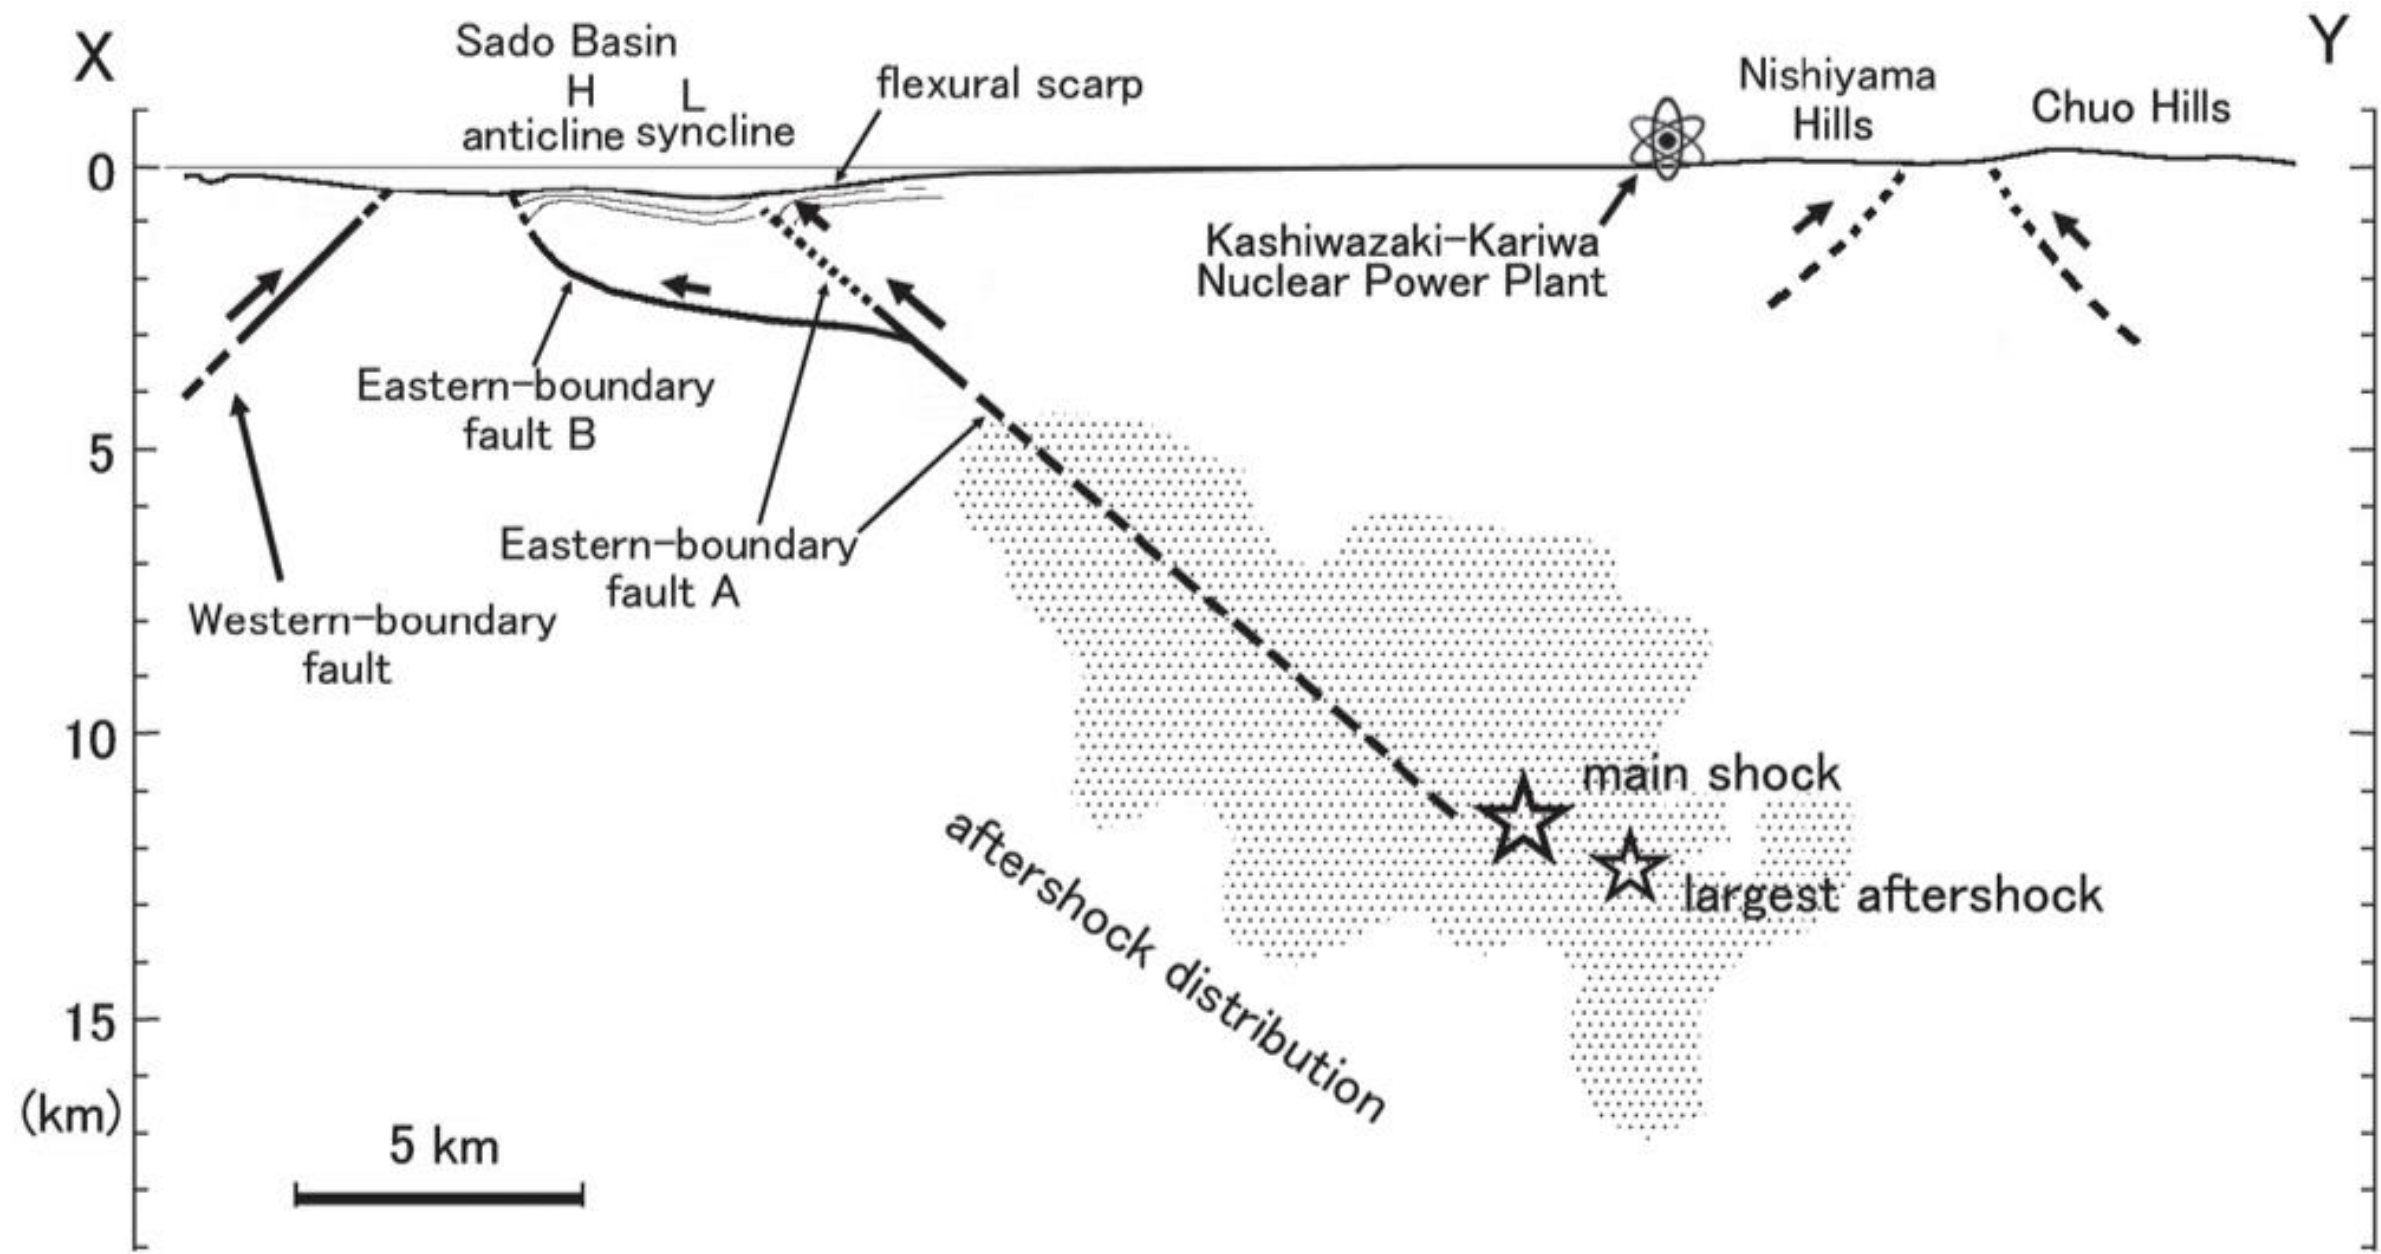 X
Y
Sado Basin
H
L
anticline
syncline
flexural scarp
Nishiyama
Hills
Chuo Hills
0
Kashiwazaki-Kariwa
Nuclear Power Plant
Eastern-boundary
fault B
5
Eastern-boundary
fault A
Western-boundary
fault
10
main shock
largest aftershock
aftershock distribution
15
(km)
5 km